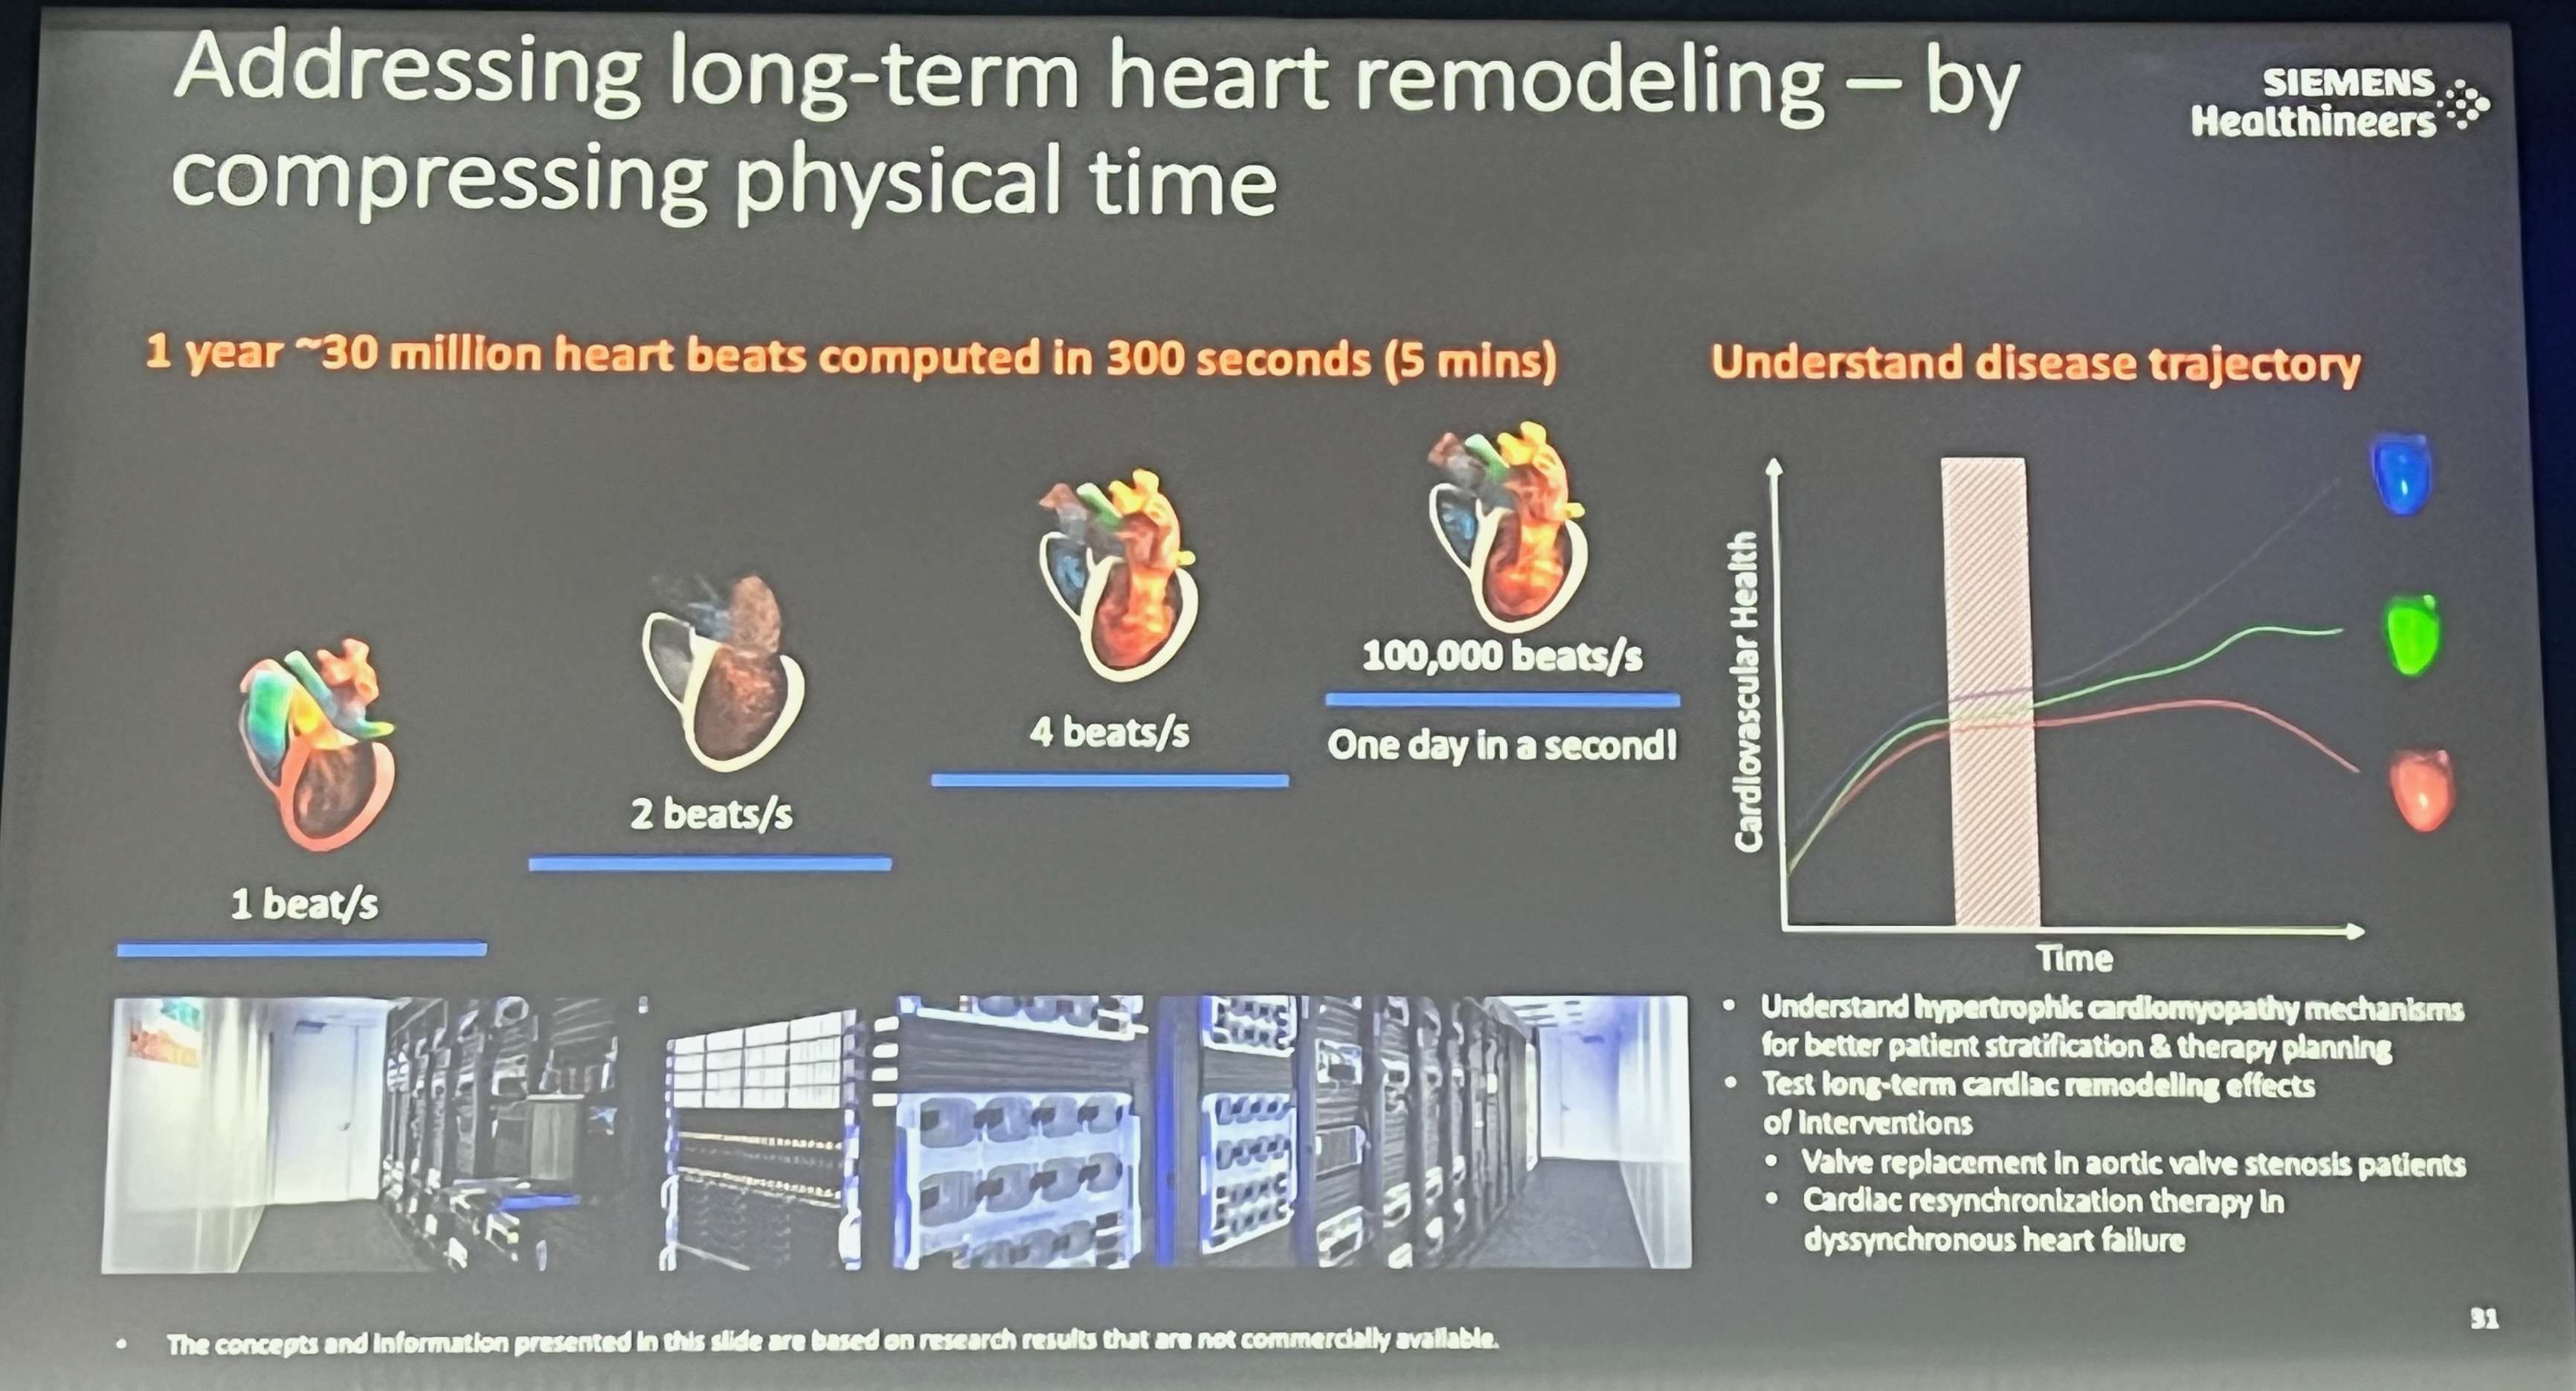 Addressing long-term heart remodeling – by
compressing physical time
SIEMENS
Healthineers
1 year ~30 million heart beats computed in 300 seconds (5 mins)
1 beat/s
2 beats/s
4 beats/s
100,000 beats/s
One day in a second!
Understand disease trajectory
Cardiovascular Health
Time
• Understand hypertrophic cardiomyopathy mechanisms
for better patient stratification & therapy planning
• Test long-term cardiac remodeling effects
of interventions
• Valve replacement in aortic valve stenosis patients
• Cardiac resynchronization therapy in
dyssynchronous heart failure
• The concepts and information presented in this slide are based on research results that are not commercially available.
31